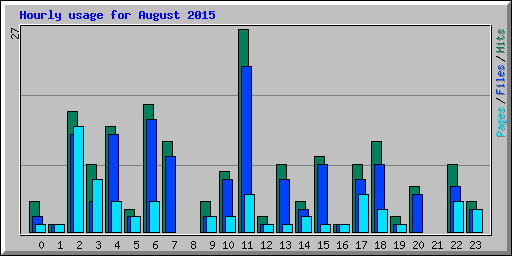 Hourly usage for August 2015
27
Pages/Files/Hits
0 1 2 3 4 5 6 7 8 9 10 11 12 13 14 15 16 17 18 19 20 21 22 23